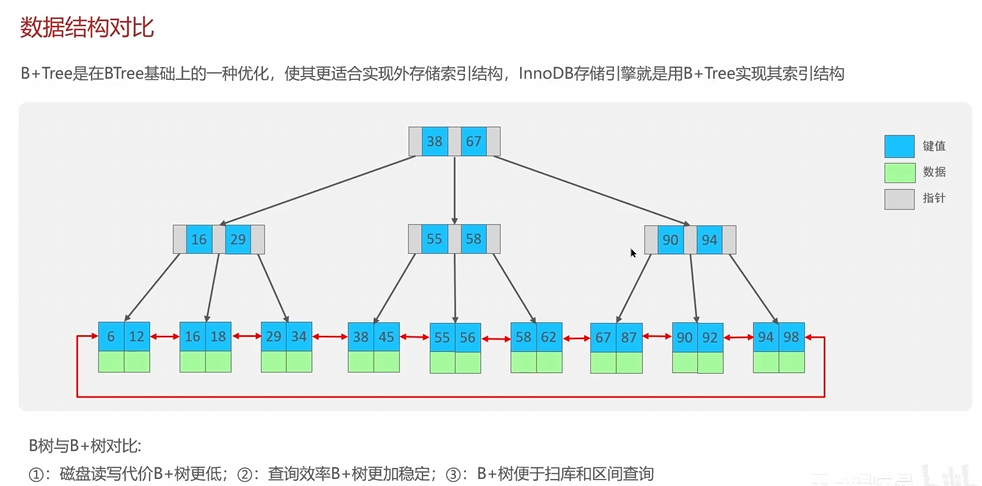 数据结构对比
B+Tree是在BTree基础上的一种优化，使其更适合实现外存储索引结构，InnoDB存储引擎就是用B+Tree实现其索引结构
38 67
键值
数据
指针
16 29 55 58 90 94
6 12 16 18 29 34 38 45 55 56 58 62 67 87 90 92 94 98
B树与B+树对比:
①：磁盘读写代价B+树更低；②：查询效率B+树更加稳定；③：B+树便于扫库和区间查询